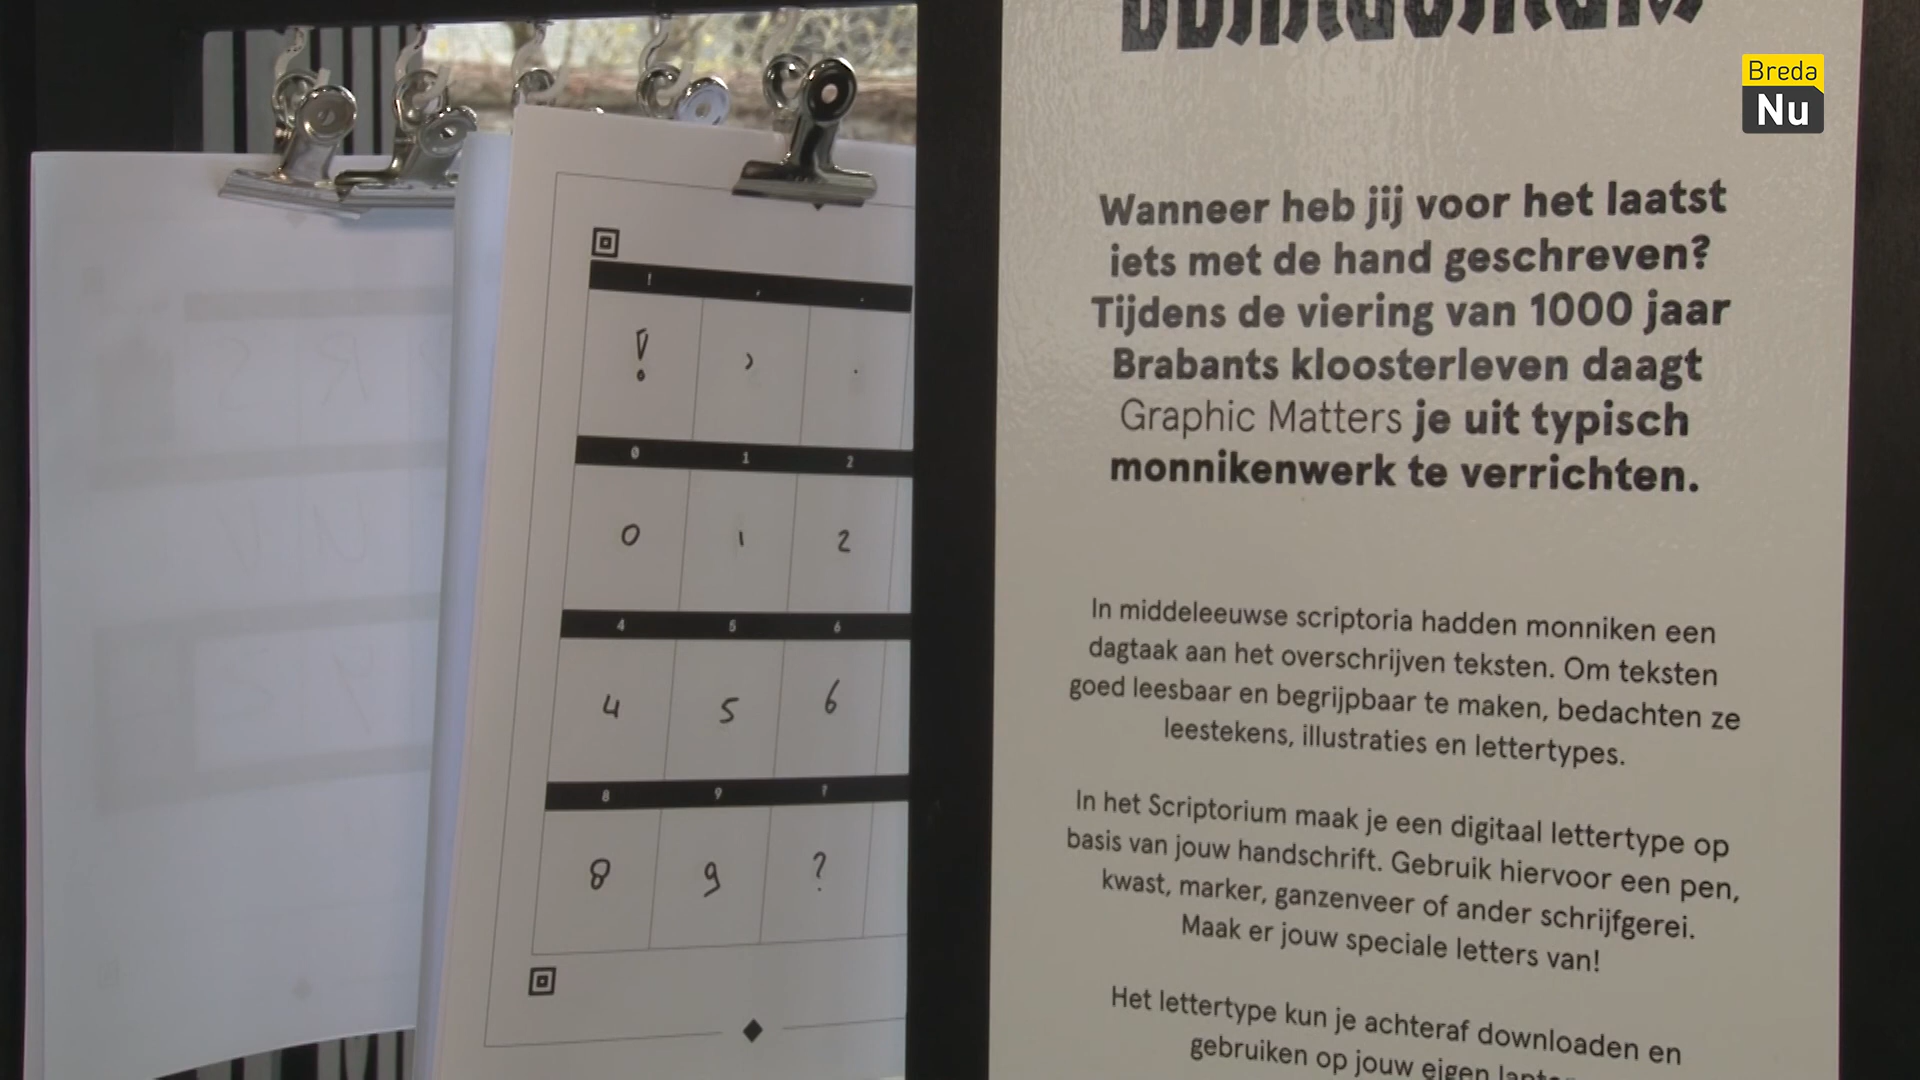 Breda
Nu
! , .
! , .
0 1 2
0 1 2
4 5 6
4 5 6
8 9 ?
8 9 ?
Wanneer heb jij voor het laatst
iets met de hand geschreven?
Tijdens de viering van 1000 jaar
Brabants kloosterleven daagt
Graphic Matters je uit typisch
monnikenwerk te verrichten.
In middeleeuwse scriptoria hadden monniken een
dagtaak aan het overschrijven teksten. Om teksten
goed leesbaar en begrijpbaar te maken, bedachten ze
leestekens, illustraties en lettertypes.
In het Scriptorium maak je een digitaal lettertype op
basis van jouw handschrift. Gebruik hiervoor een pen,
kwast, marker, ganzenveer of ander schrijfgerei.
Maak er jouw speciale letters van!
Het lettertype kun je achteraf downloaden en
gebruiken op jouw eigen